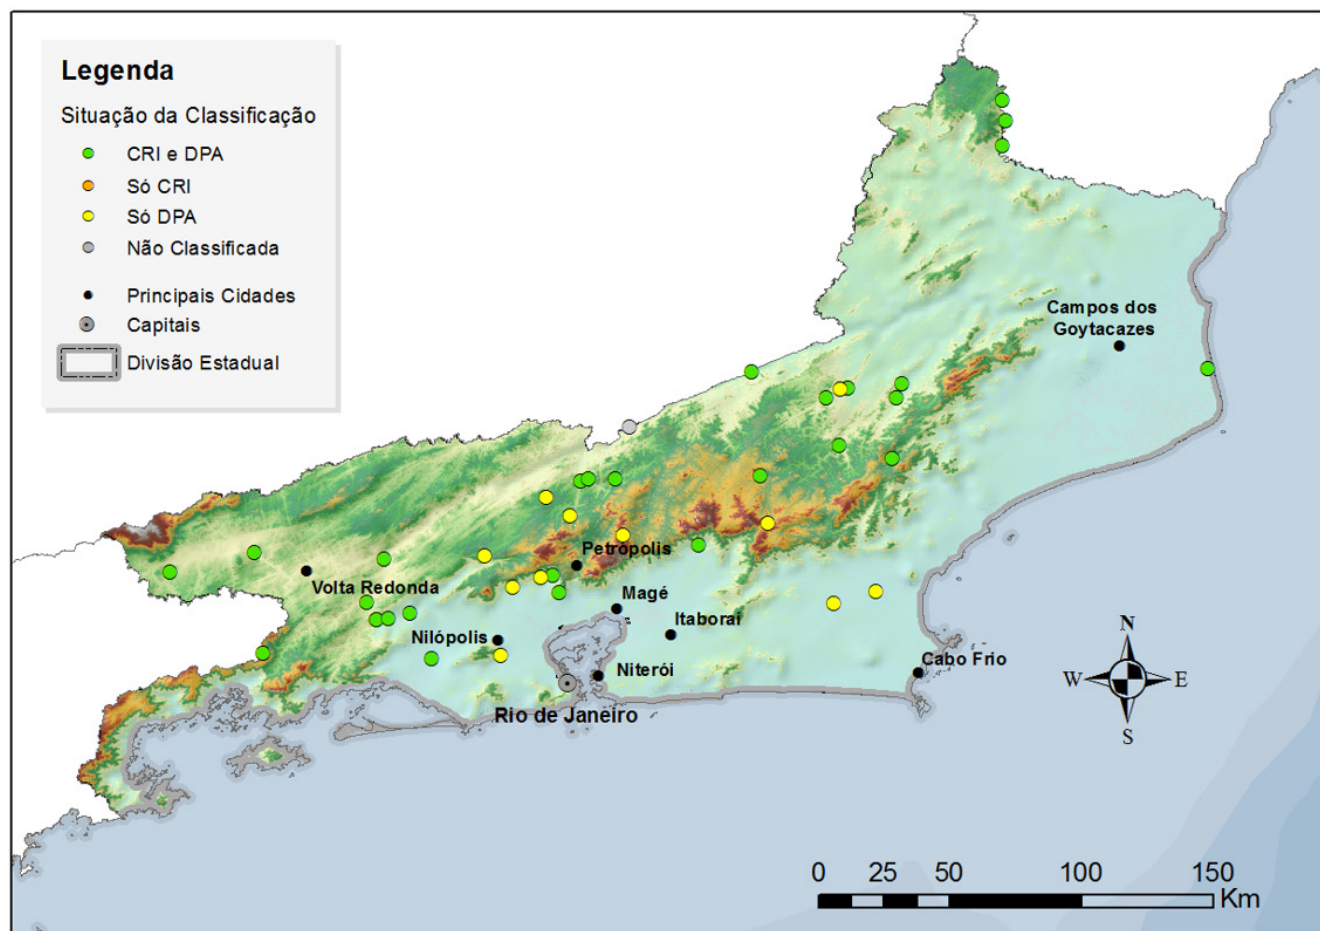 Legenda
Situação da Classificação
CRI e DPA
Só CRI
Só DPA
Não Classificada
Principais Cidades
Capitais
Divisão Estadual
Campos dos
Goytacazes
Petrópolis
Volta Redonda
Magé
Itaboraí
Nilópolis
Niterói
Cabo Frio
Rio de Janeiro
N
W E
S
0 25 50 100 150
Km